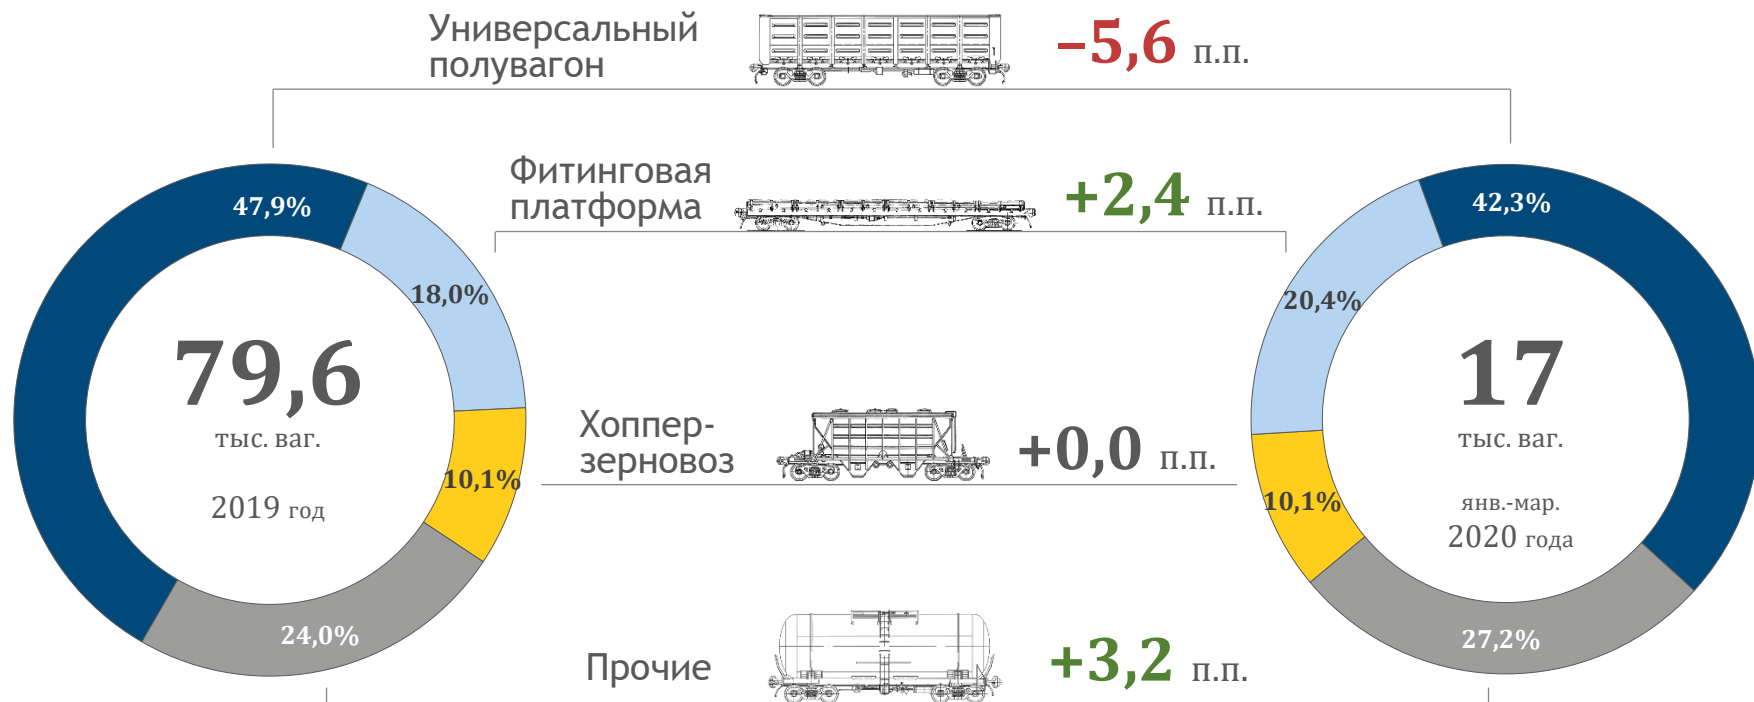 Универсальный
полувагон
–5,6 п.п.
Фитинговая
платформа
+2,4 п.п.
Хоппер-
зерновоз
+0,0 п.п.
Прочие
+3,2 п.п.
47,9%
18,0%
10,1%
24,0%
79,6
тыс. ваг.
2019 год
42,3%
20,4%
10,1%
27,2%
17
тыс. ваг.
янв.-мар.
2020 года